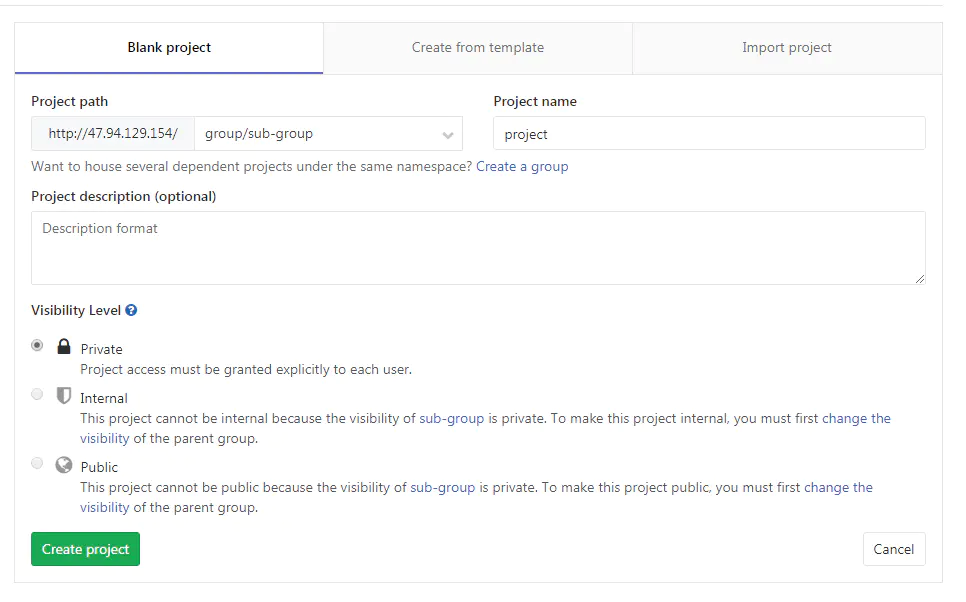 Blank project
Create from template
Import project
Project path
Project name
http://47.94.129.154/
group/sub-group
project
Want to house several dependent projects under the same namespace? Create a group
Project description (optional)
Description format
Visibility Level
Private
Project access must be granted explicitly to each user.
Internal
This project cannot be internal because the visibility of sub-group is private. To make this project internal, you must first change the
visibility of the parent group.
Public
This project cannot be public because the visibility of sub-group is private. To make this project public, you must first change the
visibility of the parent group.
Create project
Cancel